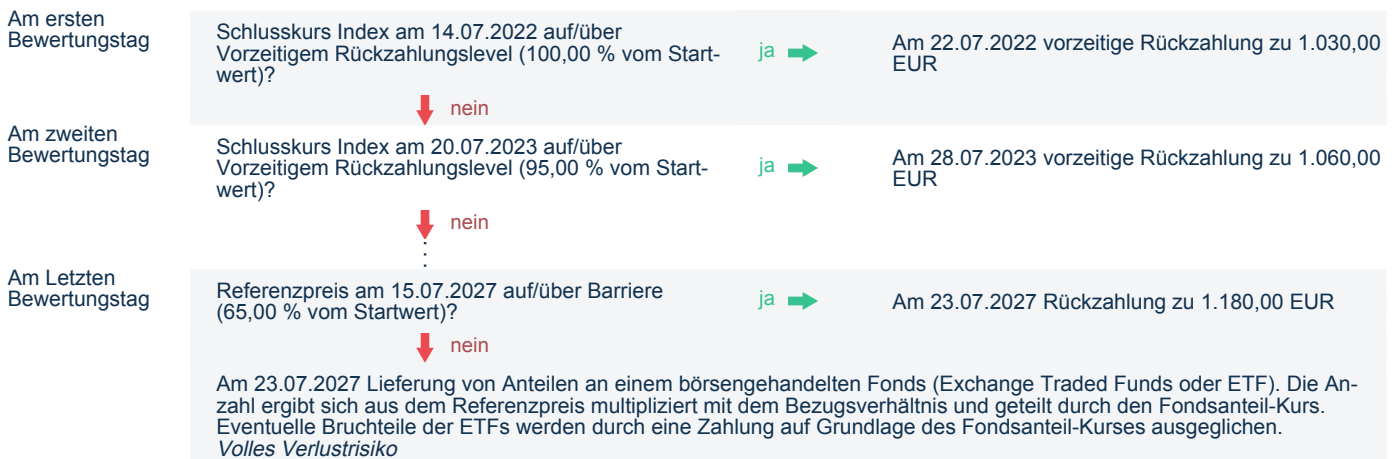 Am ersten
Bewertungstag
Schlusskurs Index am 14.07.2022 auf/über
Vorzeitigem Rückzahlungslevel (100,00 % vom Start-
wert)?
ja
Am 22.07.2022 vorzeitige Rückzahlung zu 1.030,00
EUR
nein
Am zweiten
Bewertungstag
Schlusskurs Index am 20.07.2023 auf/über
Vorzeitigem Rückzahlungslevel (95,00 % vom Start-
wert)?
ja
Am 28.07.2023 vorzeitige Rückzahlung zu 1.060,00
EUR
nein
Am Letzten
Bewertungstag
Referenzpreis am 15.07.2027 auf/über Barriere
(65,00 % vom Startwert)?
ja
Am 23.07.2027 Rückzahlung zu 1.180,00 EUR
nein
Am 23.07.2027 Lieferung von Anteilen an einem börsengehandelten Fonds (Exchange Traded Funds oder ETF). Die An-
zahl ergibt sich aus dem Referenzpreis multipliziert mit dem Bezugsverhältnis und geteilt durch den Fondsanteil-Kurs.
Eventuelle Bruchteile der ETFs werden durch eine Zahlung auf Grundlage des Fondsanteil-Kurses ausgeglichen.
Volles Verlustrisiko